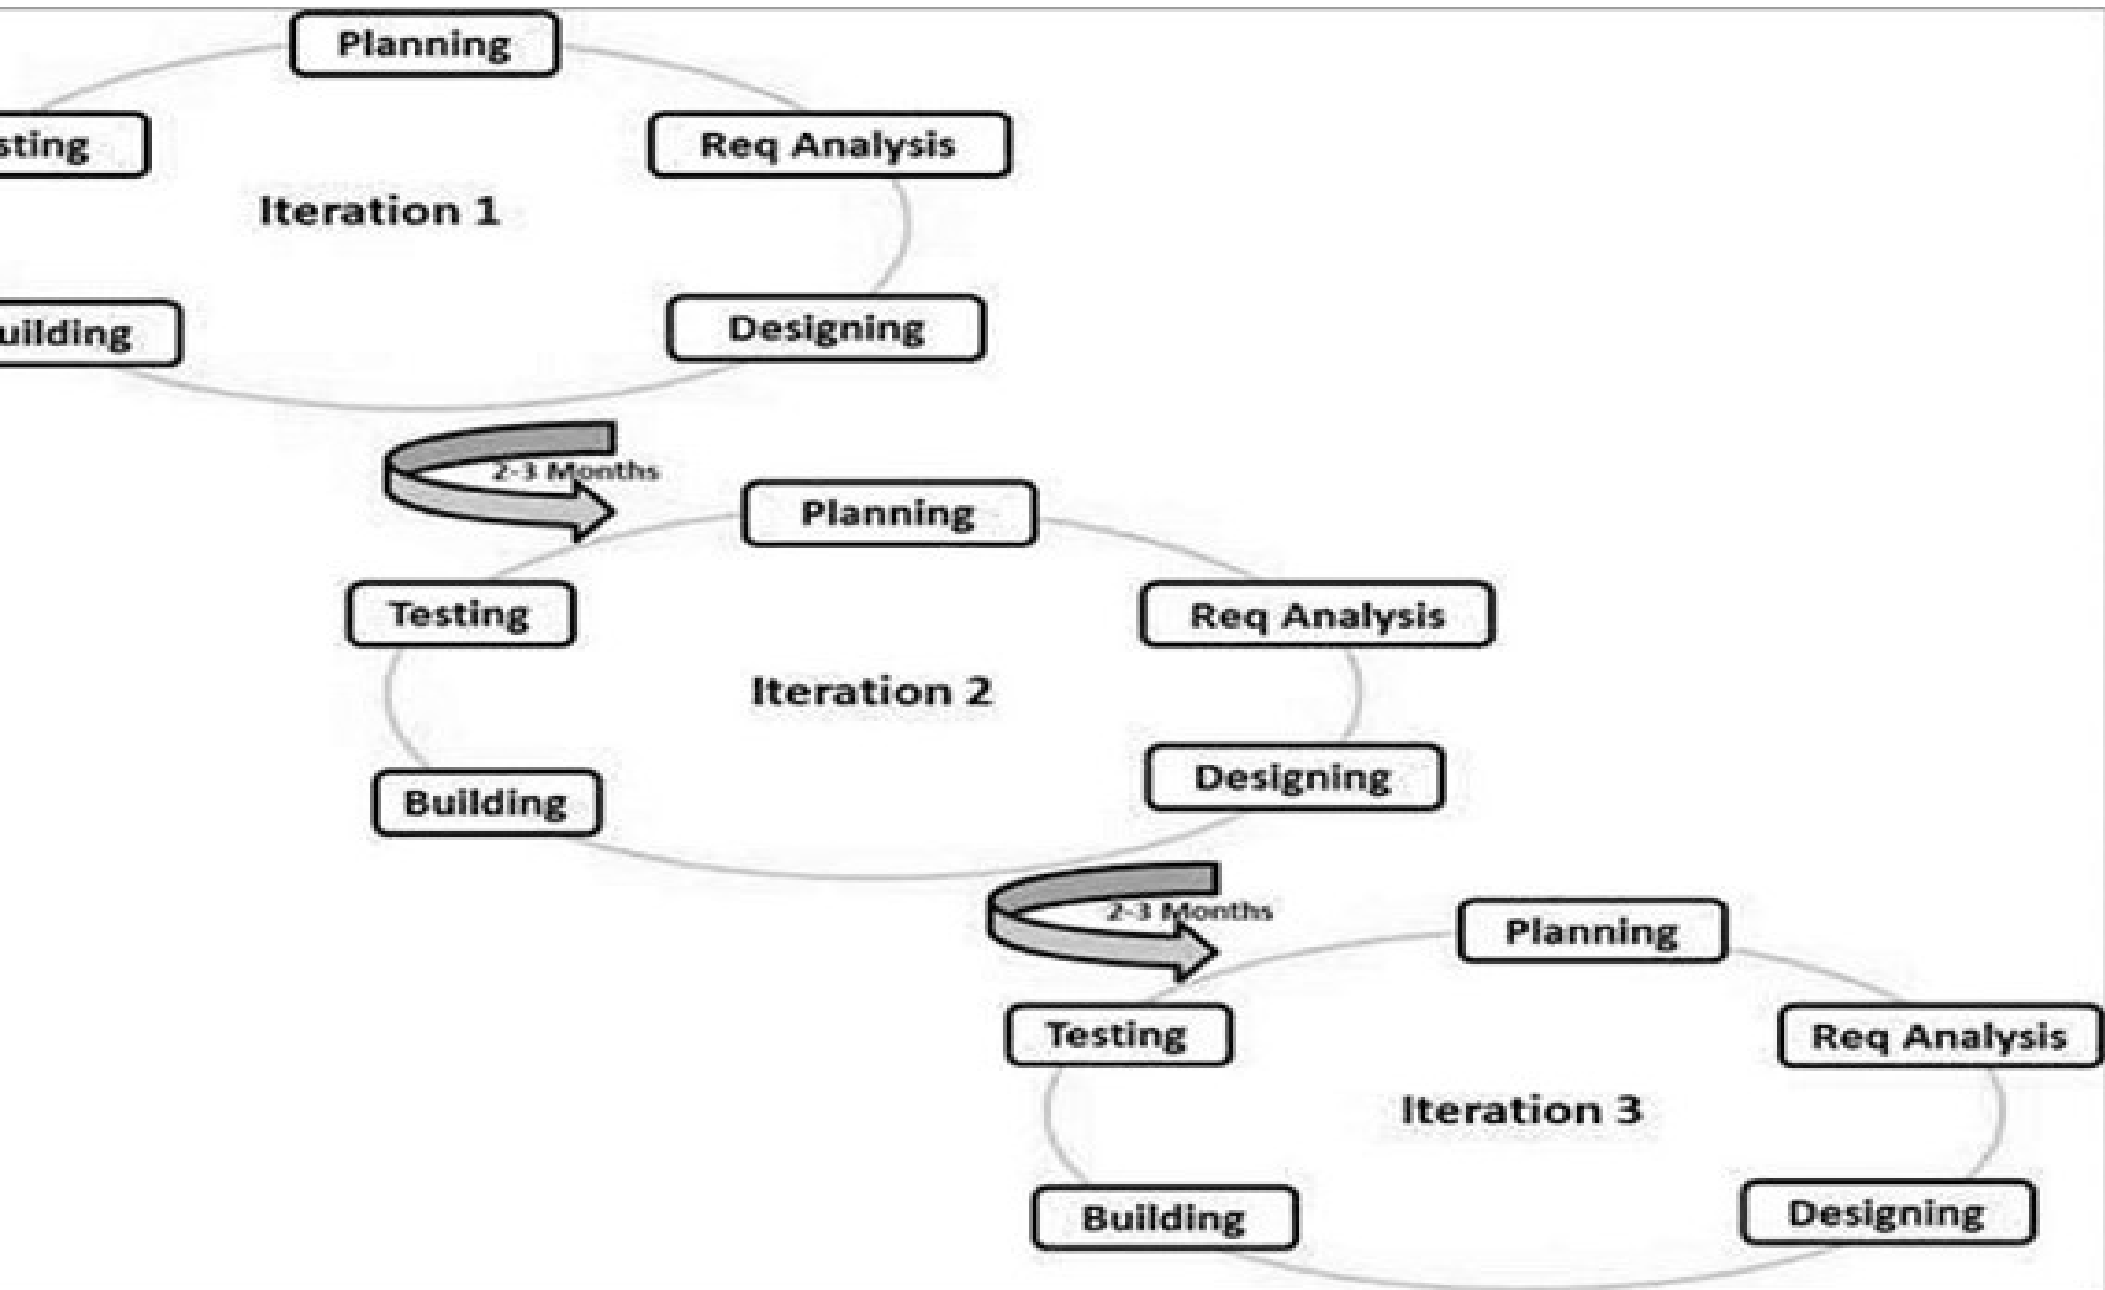 Planning
sting
Req Analysis
Iteration 1
uilding
Designing
2-3 Months
Planning
Testing
Req Analysis
Iteration 2
Designing
Building
2-3 Months
Planning
Testing
Req Analysis
Iteration 3
Building
Designing